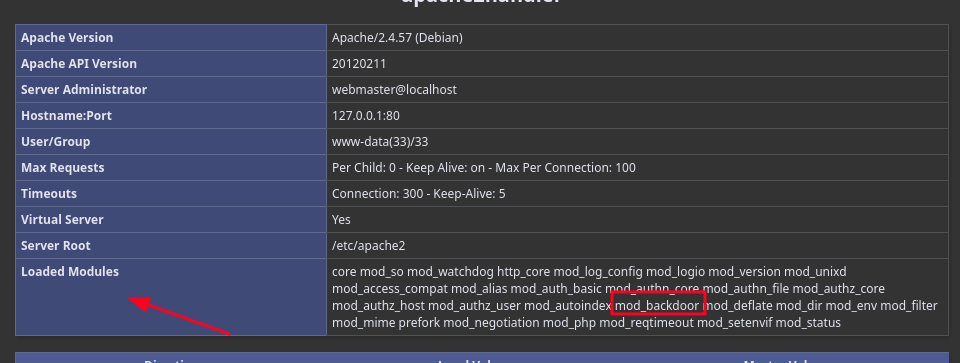 apache2handler
Apache Version Apache/2.4.57 (Debian)
Apache API Version 20120211
Server Administrator webmaster@localhost
Hostname:Port 127.0.0.1:80
User/Group www-data(33)/33
Max Requests Per Child: 0 - Keep Alive: on - Max Per Connection: 100
Timeouts Connection: 300 - Keep-Alive: 5
Virtual Server Yes
Server Root /etc/apache2
Loaded Modules core mod_so mod_watchdog http_core mod_log_config mod_logio mod_version mod_unixd
mod_access_compat mod_alias mod_auth_basic mod_authn_core mod_authn_file mod_authz_core
mod_authz_host mod_authz_user mod_autoindex mod_backdoor mod_deflate mod_dir mod_env mod_filter
mod_mime prefork mod_negotiation mod_php mod_reqtimeout mod_setenvif mod_status